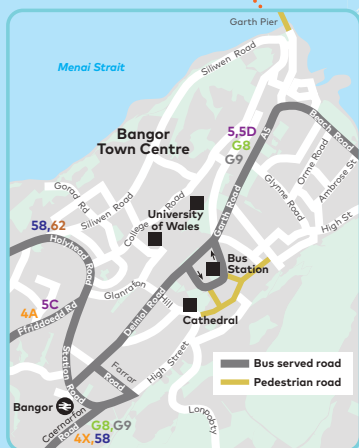 Garth Pier
Siliwen Road
Menai Strait
Beach Road
Bangor
Town Centre
5,5D
G8
G9
A5
Orme Road
Ambrose St
Glynne Road
Gorad Rd
Siliwen Road
College Road
University
of Wales
Garth Road
High St
58,62
Holyhead Road
Bus
Station
Glanrafon Hill
5C
4A
Ffriddoedd Rd
Deiniol Road
Cathedral
Station Road
Farrar Road
High Street
Bus served road
Pedestrian road
Bangor
Caernarfon Road
G8,G9
4X,58